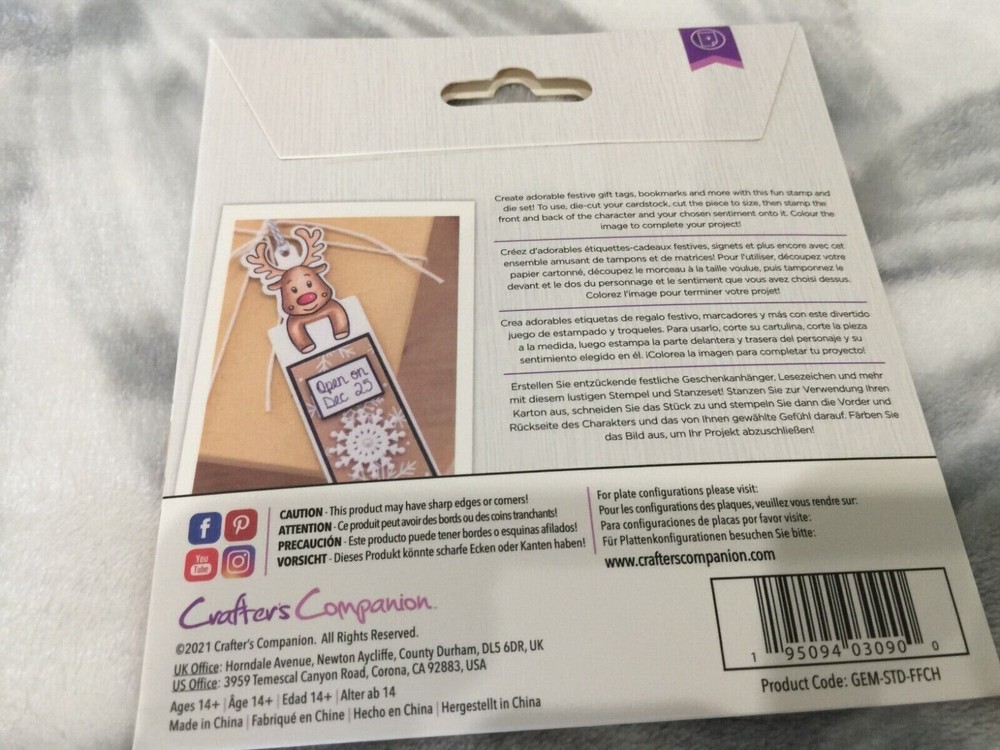 Create adorable festive gift tags, bookmarks and more with this fun stamp and
die set! To use, die-cut your cardstock, cut the piece to size, then stamp the
front and back of the character and your chosen sentiment onto it. Colour the
image to complete your project!
Créez d'adorables étiquettes-cadeaux festives, signets et plus encore avec cet
ensemble amusant de tampons et de matrices! Pour l'utiliser, découpez votre
papier cartonné, découpez le morceau à la taille voulue, puis tamponnez le
devant et le dos du personnage et le sentiment que vous avez choisi dessus.
Colorez l'image pour terminer votre projet!
Crea adorables etiquetas de regalo festivo, marcadores y más con este divertido
juego de estampado y troqueles. Para usarlo, corte su cartulina, corte la pieza
a la medida, luego estampa la parte delantera y trasera del personaje y su
sentimiento elegido en él. ¡Colorea la imagen para completar tu proyecto!
Erstellen Sie entzückende festliche Geschenkanhänger, Lesezeichen und mehr
mit diesem lustigen Stempel und Stanzeset! Stanzen Sie zur Verwendung Ihren
Karton aus, schneiden Sie das Stück zu und stempeln Sie dann die Vorder und
Rückseite des Charakters und das von Ihnen gewählte Gefühl darauf. Färben Sie
das Bild aus, um Ihr Projekt abzuschließen!
Open on
Dec 25
CAUTION - This product may have sharp edges or corners!
ATTENTION - Ce produit peut avoir des bords ou des coins tranchants!
PRECAUCIÓN - Este producto puede tener bordes o esquinas afilados!
VORSICHT - Dieses Produkt könnte scharfe Ecken oder Kanten haben!
For plate configurations please visit:
Pour les configurations des plaques, veuillez vous rendre sur:
Para configuraciones de placas por favor visite:
Für Plattenkonfigurationen besuchen Sie bitte:
www.crafterscompanion.com
You
Tube
Crafter's Companion™
©2021 Crafter's Companion. All Rights Reserved.
UK Office: Horndale Avenue, Newton Aycliffe, County Durham, DL5 6DR, UK
US Office: 3959 Temescal Canyon Road, Corona, CA 92883, USA
Ages 14+ | Âge 14+ | Edad 14+ | Alter ab 14
Made in China | Fabriqué en Chine | Hecho en China | Hergestellt in China
1 95094 03090 0
Product Code: GEM-STD-FFCH